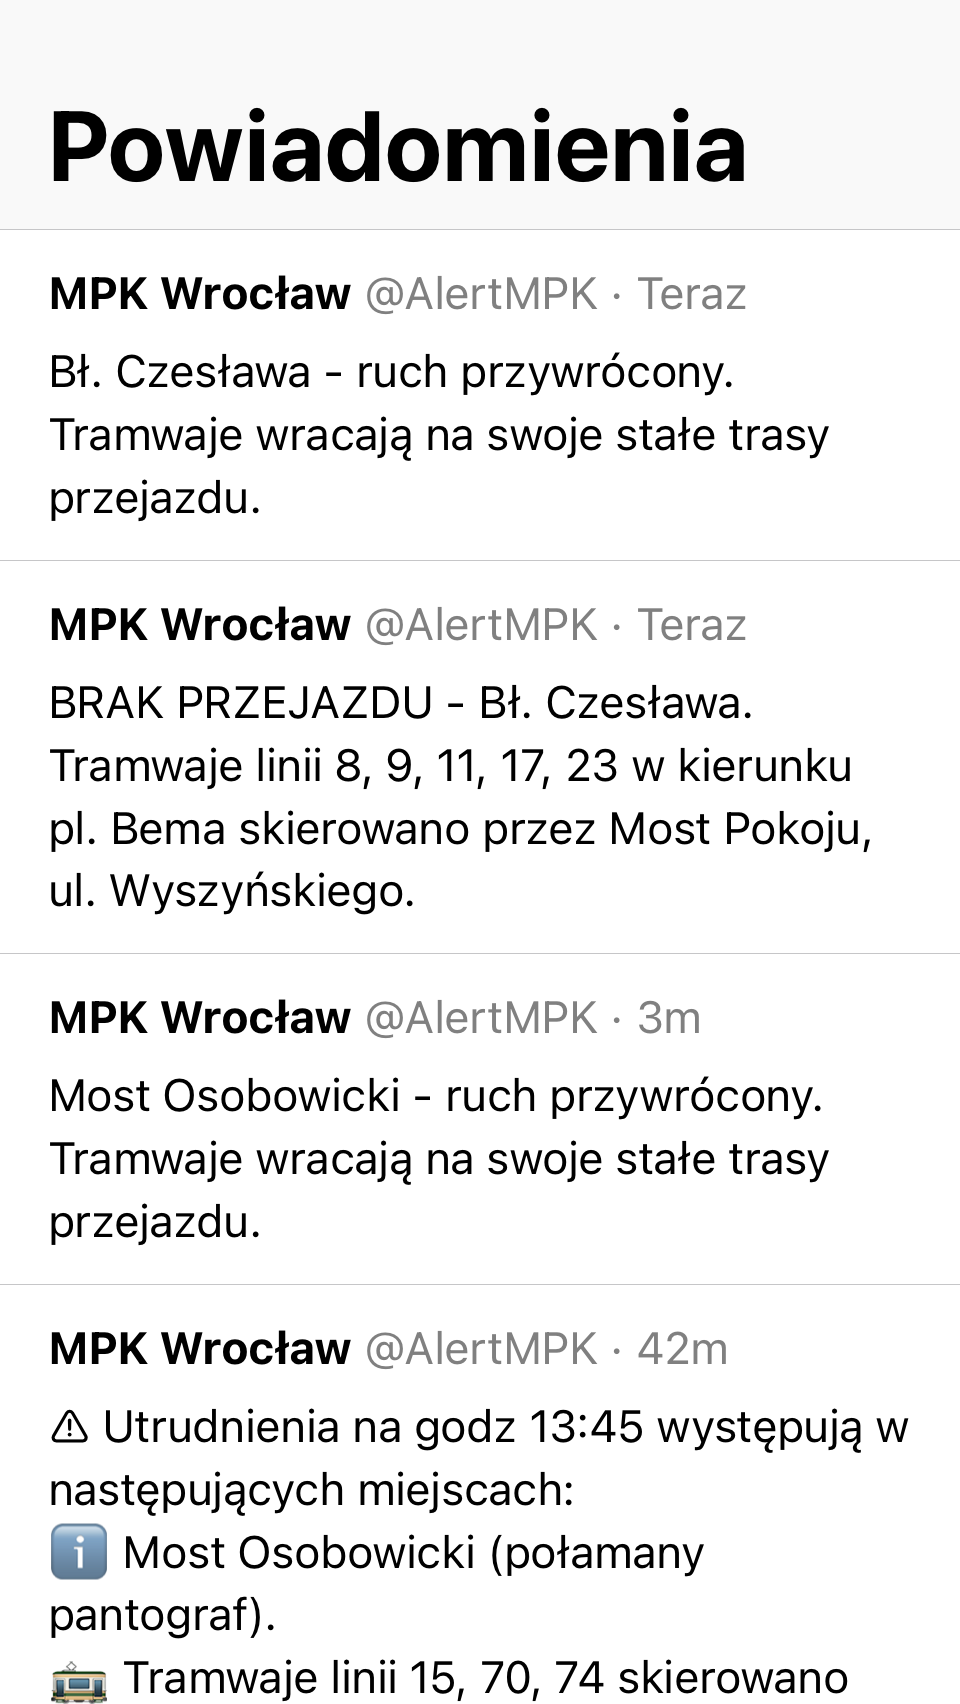 Powiadomienia
MPK Wrocław @AlertMPK · Teraz
Bł. Czesława - ruch przywrócony.
Tramwaje wracają na swoje stałe trasy
przejazdu.
MPK Wrocław @AlertMPK · Teraz
BRAK PRZEJAZDU - Bł. Czesława.
Tramwaje linii 8, 9, 11, 17, 23 w kierunku
pl. Bema skierowano przez Most Pokoju,
ul. Wyszyńskiego.
MPK Wrocław @AlertMPK · 3m
Most Osobowicki - ruch przywrócony.
Tramwaje wracają na swoje stałe trasy
przejazdu.
MPK Wrocław @AlertMPK · 42m
⚠ Utrudnienia na godz 13:45 występują w
następujących miejscach:
ℹ️ Most Osobowicki (połamany
pantograf).
🚋 Tramwaje linii 15, 70, 74 skierowano